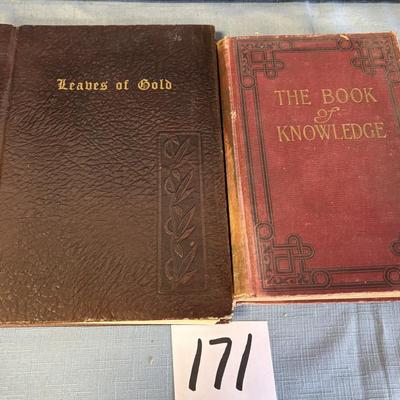 Leaves of Gold
THE BOOK
of
KNOWLEDGE
171